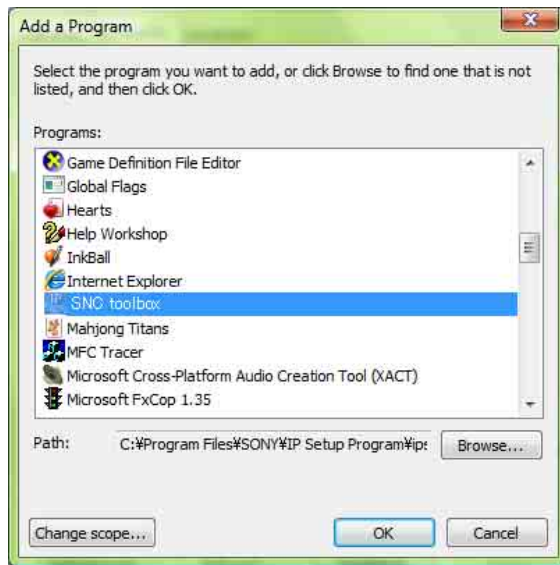 Add a Program
Select the program you want to add, or click Browse to find one that is not
listed, and then click OK.
Programs:
Game Definition File Editor
Global Flags
Hearts
Help Workshop
InkBall
Internet Explorer
SNC toolbox
Mahjong Titans
MFC Tracer
Microsoft Cross-Platform Audio Creation Tool (XACT)
Microsoft FxCop 1.35
Path: C:¥Program Files¥SONY¥IP Setup Program¥ips Browse...
Change scope... OK Cancel